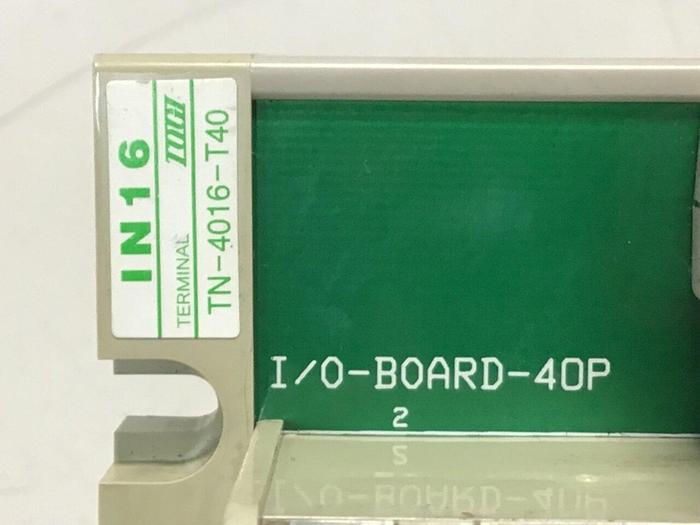 IN16
TOGI
TERMINAL
TN-4016-T40
I/O-BOARD-40P
2